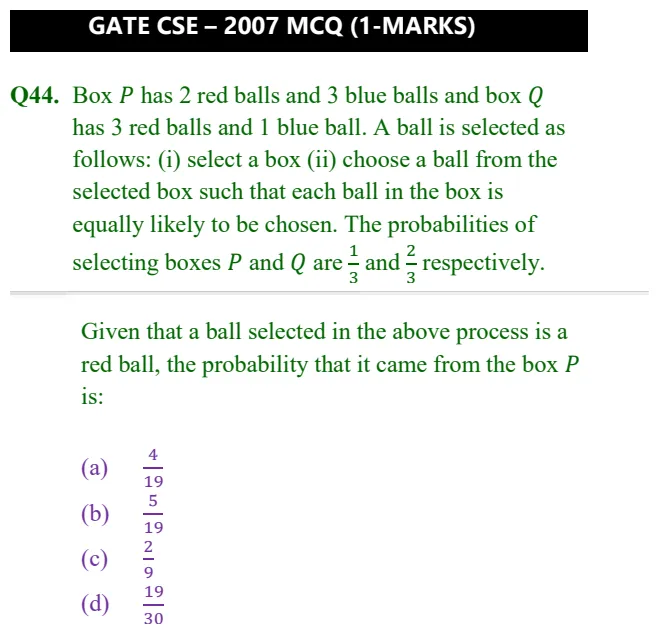 GATE CSE – 2007 MCQ (1-MARKS)
Q44. Box P has 2 red balls and 3 blue balls and box Q
has 3 red balls and 1 blue ball. A ball is selected as
follows: (i) select a box (ii) choose a ball from the
selected box such that each ball in the box is
equally likely to be chosen. The probabilities of
selecting boxes P and Q are 1/3 and 2/3 respectively.
Given that a ball selected in the above process is a
red ball, the probability that it came from the box P
is:
(a) 4/19
(b) 5/19
(c) 2/9
(d) 19/30